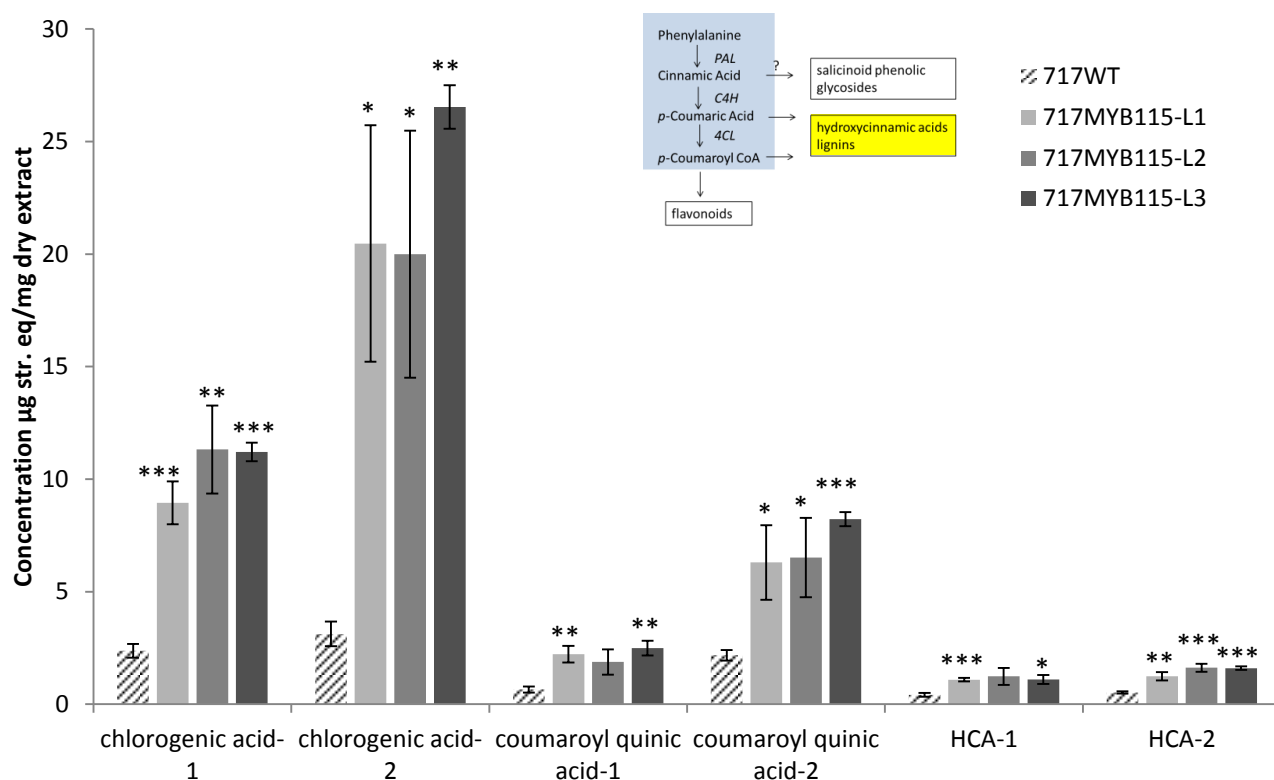 Concentration µg str. eq/mg dry extract
30
25
20
15
10
5
0
***
**
***
*
*
**
**
**
*
*
***
***
*
**
***
***
chlorogenic acid-
1
chlorogenic acid-
2
coumaroyl quinic
acid-1
coumaroyl quinic
acid-2
HCA-1
HCA-2
Phenylalanine
PAL
Cinnamic Acid
?
salicinoid phenolic
glycosides
C4H
p-Coumaric Acid
hydroxycinnamic acids
lignins
4CL
p-Coumaroyl CoA
flavonoids
717WT
717MYB115-L1
717MYB115-L2
717MYB115-L3